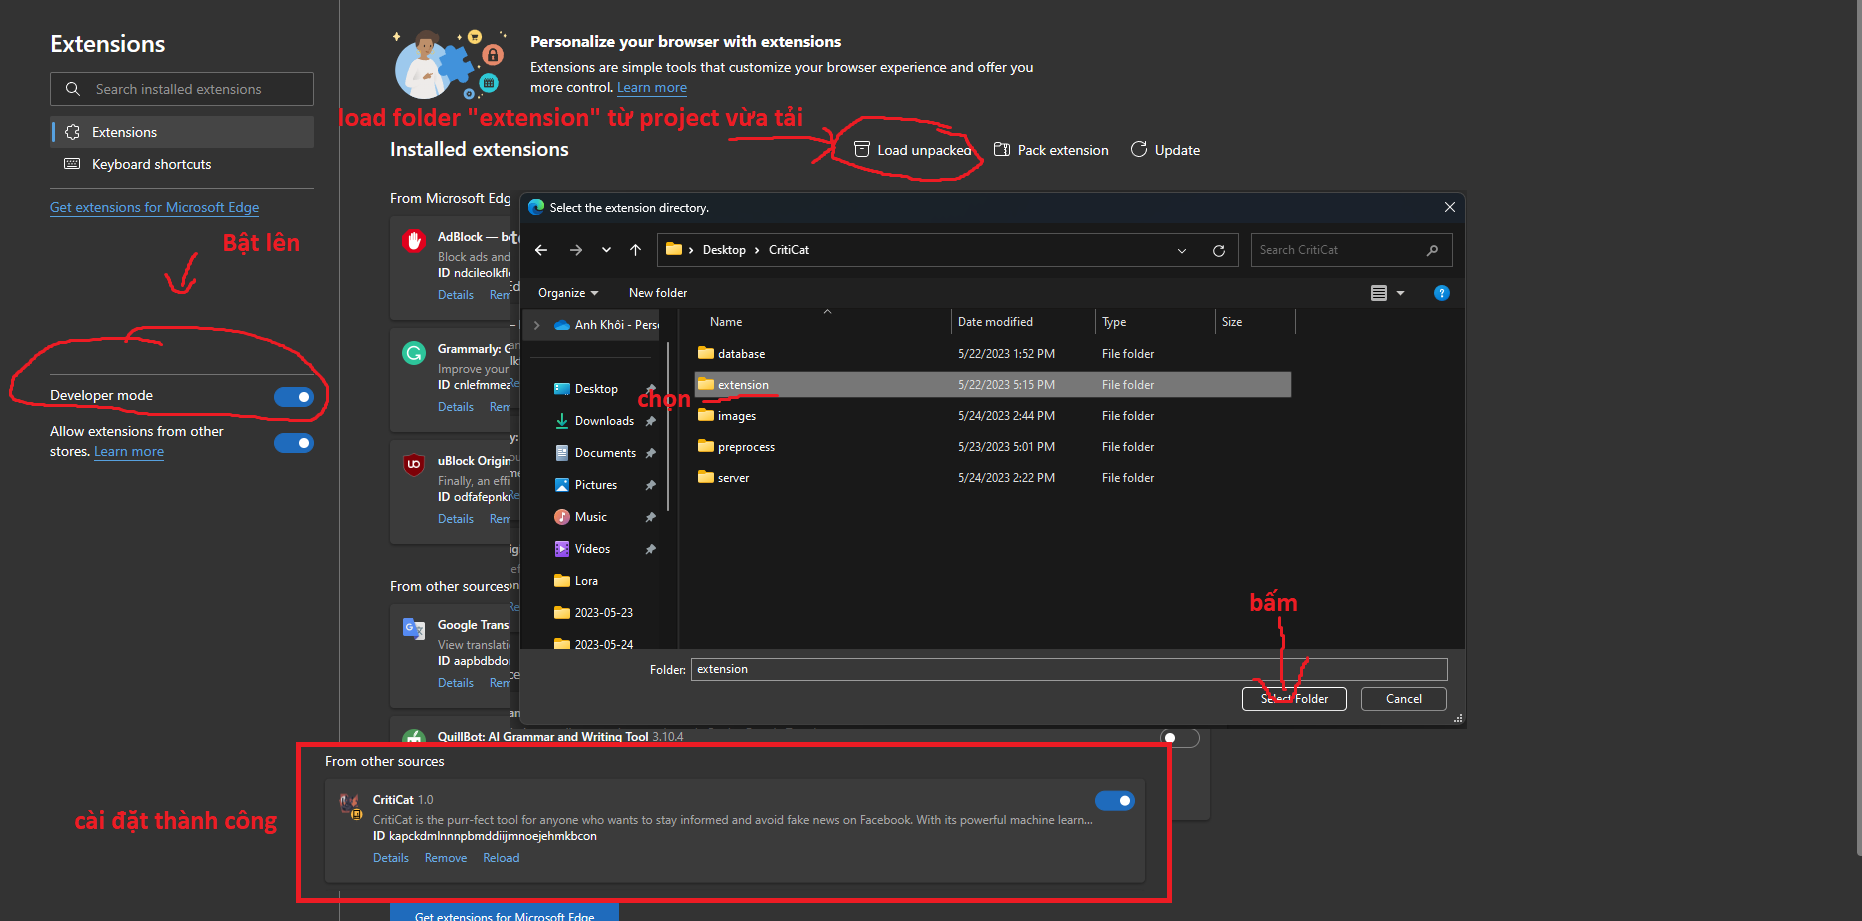 Extensions
Search installed extensions
Extensions
Keyboard shortcuts
Get extensions for Microsoft Edge
Bật lên
Developer mode
Allow extensions from other
stores. Learn more
Personalize your browser with extensions
Extensions are simple tools that customize your browser experience and offer you
more control. Learn more
load folder "extension" từ project vừa tải
Installed extensions
Load unpacked
Pack extension
Update
From Microsoft Edg
AdBlock — b
Block ads and
ID ndcileolkfl
Details Rem
Grammarly: G
Improve your
ID cnlefmmea
Details Rem
uBlock Origin
Finally, an effi
ID odfafepnkn
Details Rem
From other sources
Google Trans
View translati
ID aapbdbdo
Details Rem
QuillBot: AI Grammar and Writing Tool 3.10.4
Select the extension directory.
Desktop CritiCat
Search CritiCat
Organize New folder
Anh Khôi - Perso
Desktop
Downloads
Documents
Pictures
Music
Videos
Lora
2023-05-23
2023-05-24
Name Date modified Type Size
database 5/22/2023 1:52 PM File folder
extension 5/22/2023 5:15 PM File folder
chọn
images 5/24/2023 2:44 PM File folder
preprocess 5/23/2023 5:01 PM File folder
server 5/24/2023 2:22 PM File folder
bấm
Folder: extension
Select Folder Cancel
From other sources
CritiCat 1.0
CritiCat is the purr-fect tool for anyone who wants to stay informed and avoid fake news on Facebook. With its powerful machine learn...
ID kapckdmlnnnpbmddiijmnoejehmkbcon
Details Remove Reload
cài đặt thành công
Get extensions for Microsoft Edge